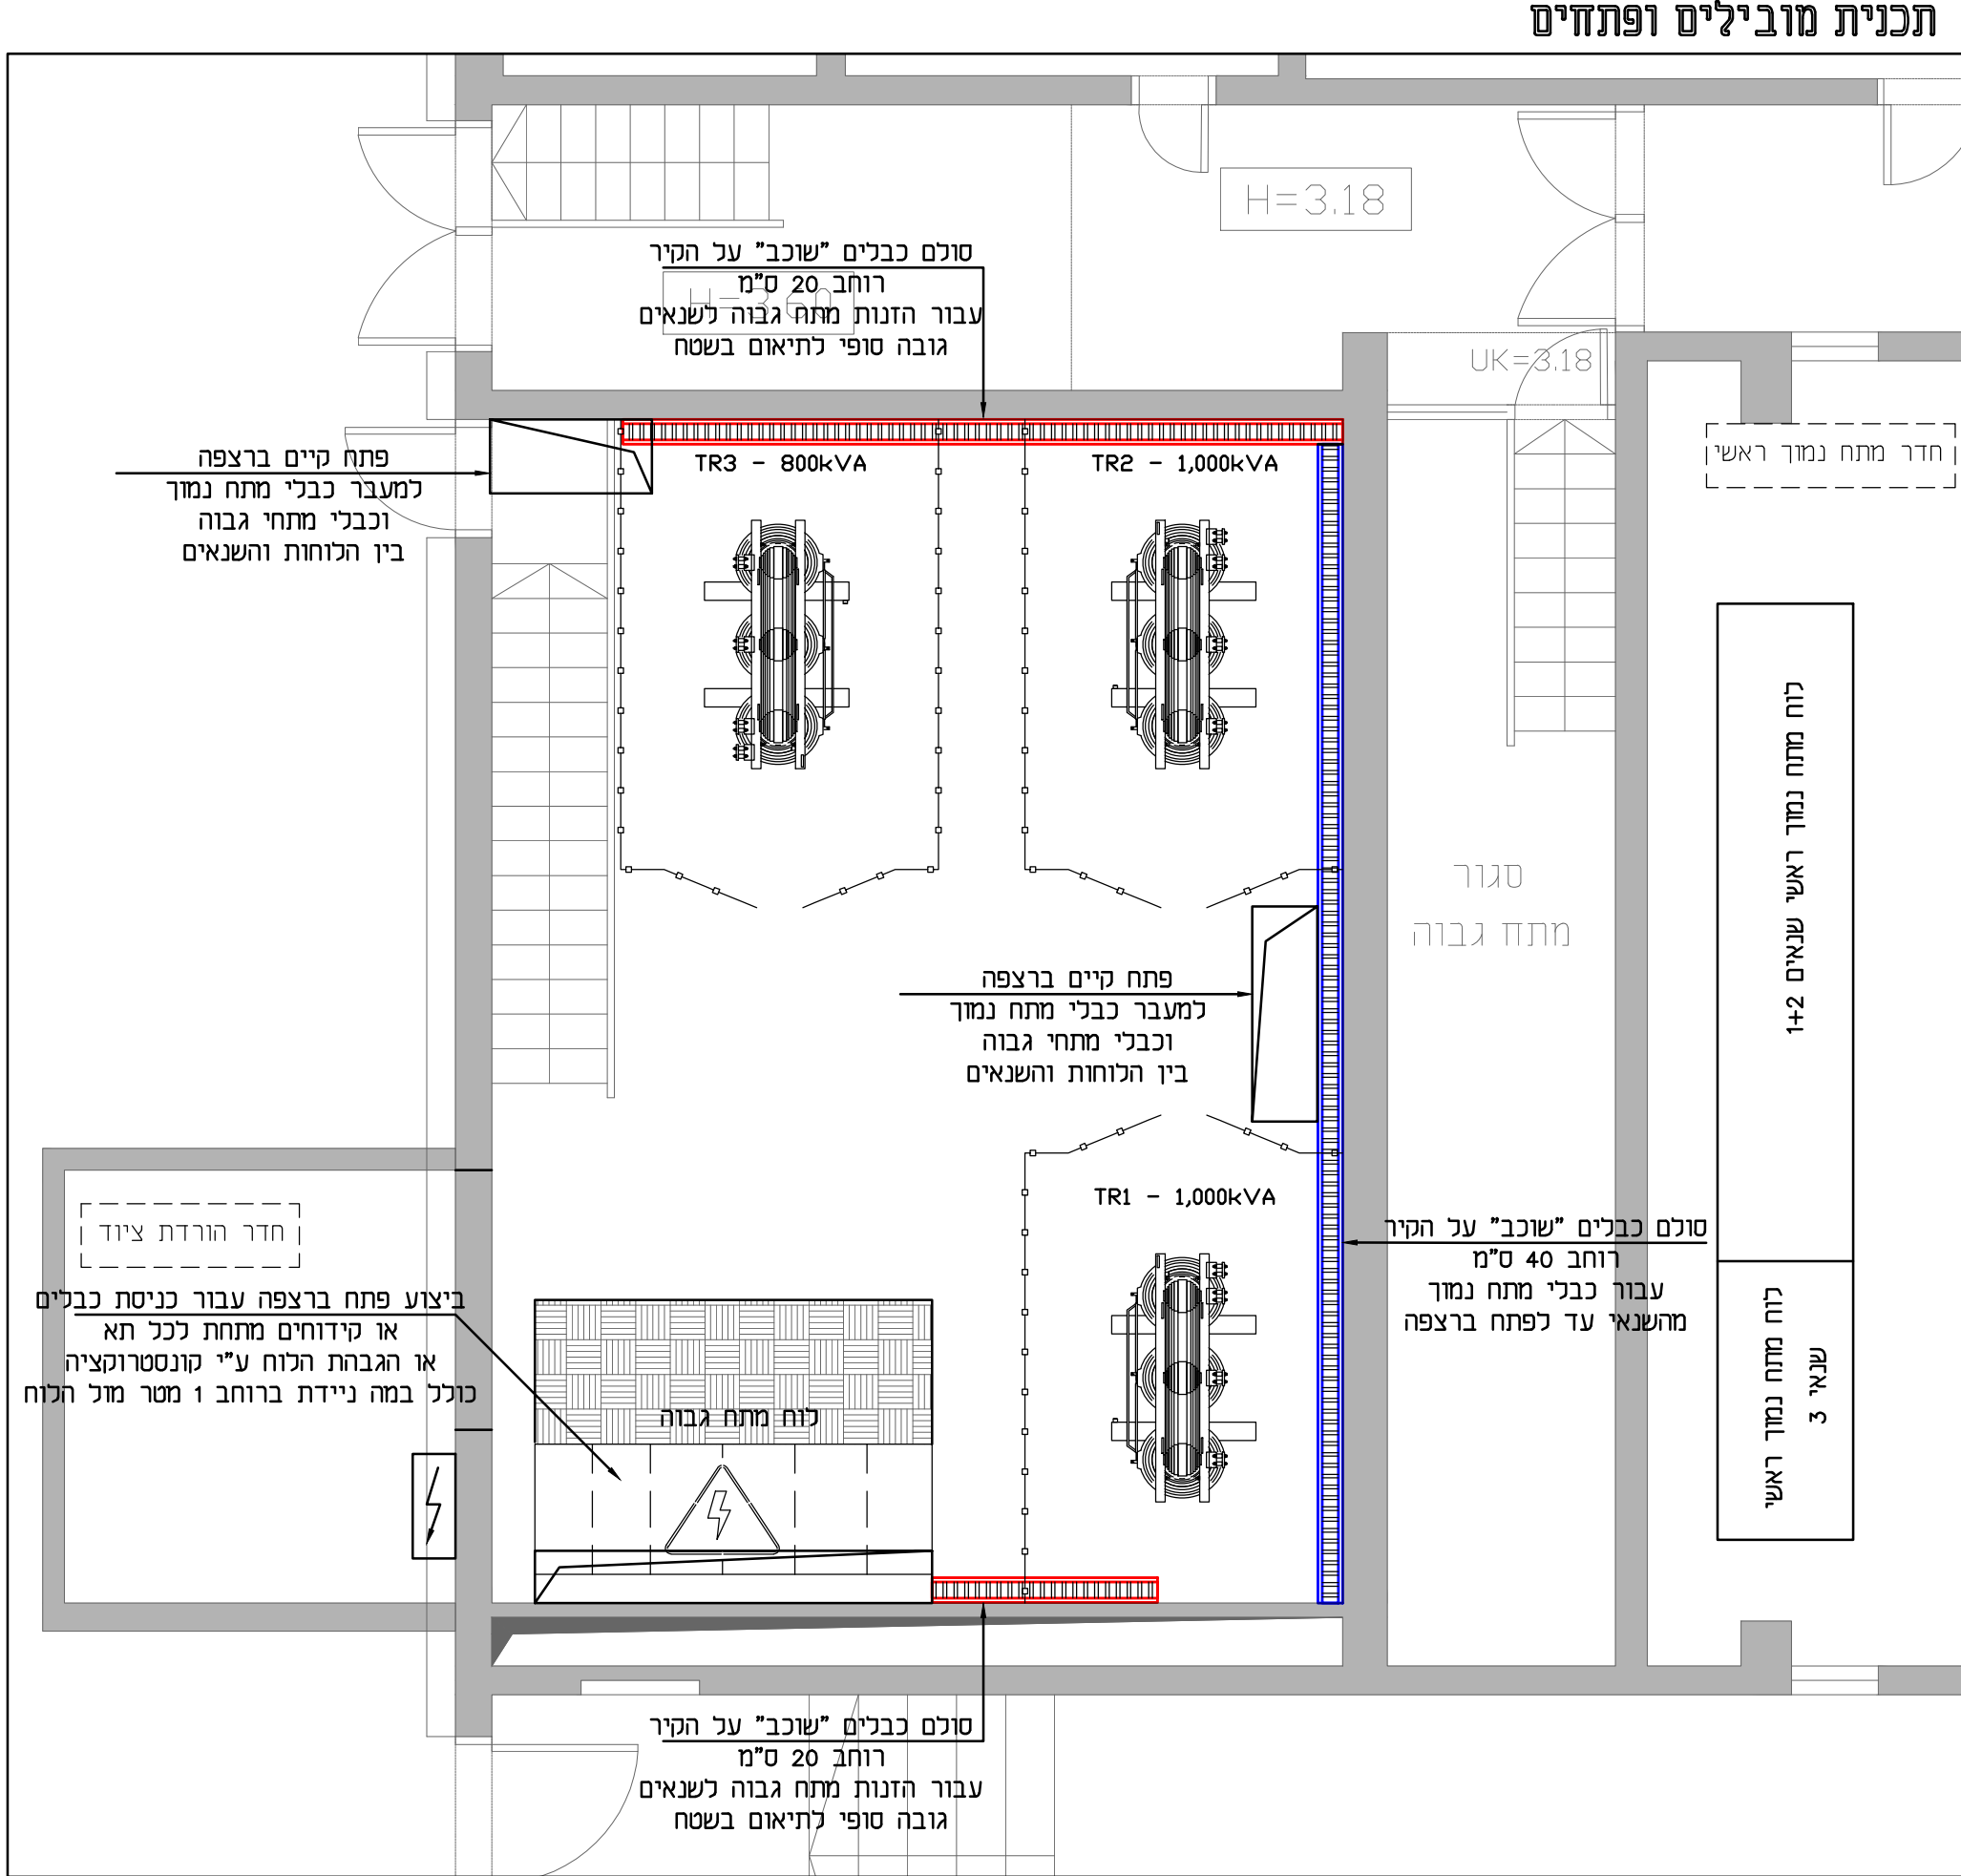 תכנית מובילים ופתחים
H=3.18
סולם כבלים "שוכב" על הקיר
רוחב 20 ס"מ
עבור הזנות מתח גבוה לשנאים
גובה סופי לתיאום בשטח
H=3.60
UK=3.18
חדר מתח נמוך ראשי
פתח קיים ברצפה
למעבר כבלי מתח נמוך
וכבלי מתחי גבוה
בין הלוחות והשנאים
TR3 - 800kVA
TR2 - 1,000kVA
לוח מתח נמוך ראשי שנאים 1+2
סגור
מתח גבוה
פתח קיים ברצפה
למעבר כבלי מתח נמוך
וכבלי מתחי גבוה
בין הלוחות והשנאים
TR1 - 1,000kVA
סולם כבלים "שוכב" על הקיר
רוחב 40 ס"מ
עבור כבלי מתח נמוך
מהשנאי עד לפתח ברצפה
לוח מתח נמוך ראשי
שנאי 3
חדר הורדת ציוד
ביצוע פתח ברצפה עבור כניסת כבלים
או קידוחים מתחת לכל תא
או הגבהת הלוח ע"י קונסטרוקציה
כולל במה ניידת ברוחב 1 מטר מול הלוח
לוח מתח גבוה
סולם כבלים "שוכב" על הקיר
רוחב 20 ס"מ
עבור הזנות מתח גבוה לשנאים
גובה סופי לתיאום בשטח